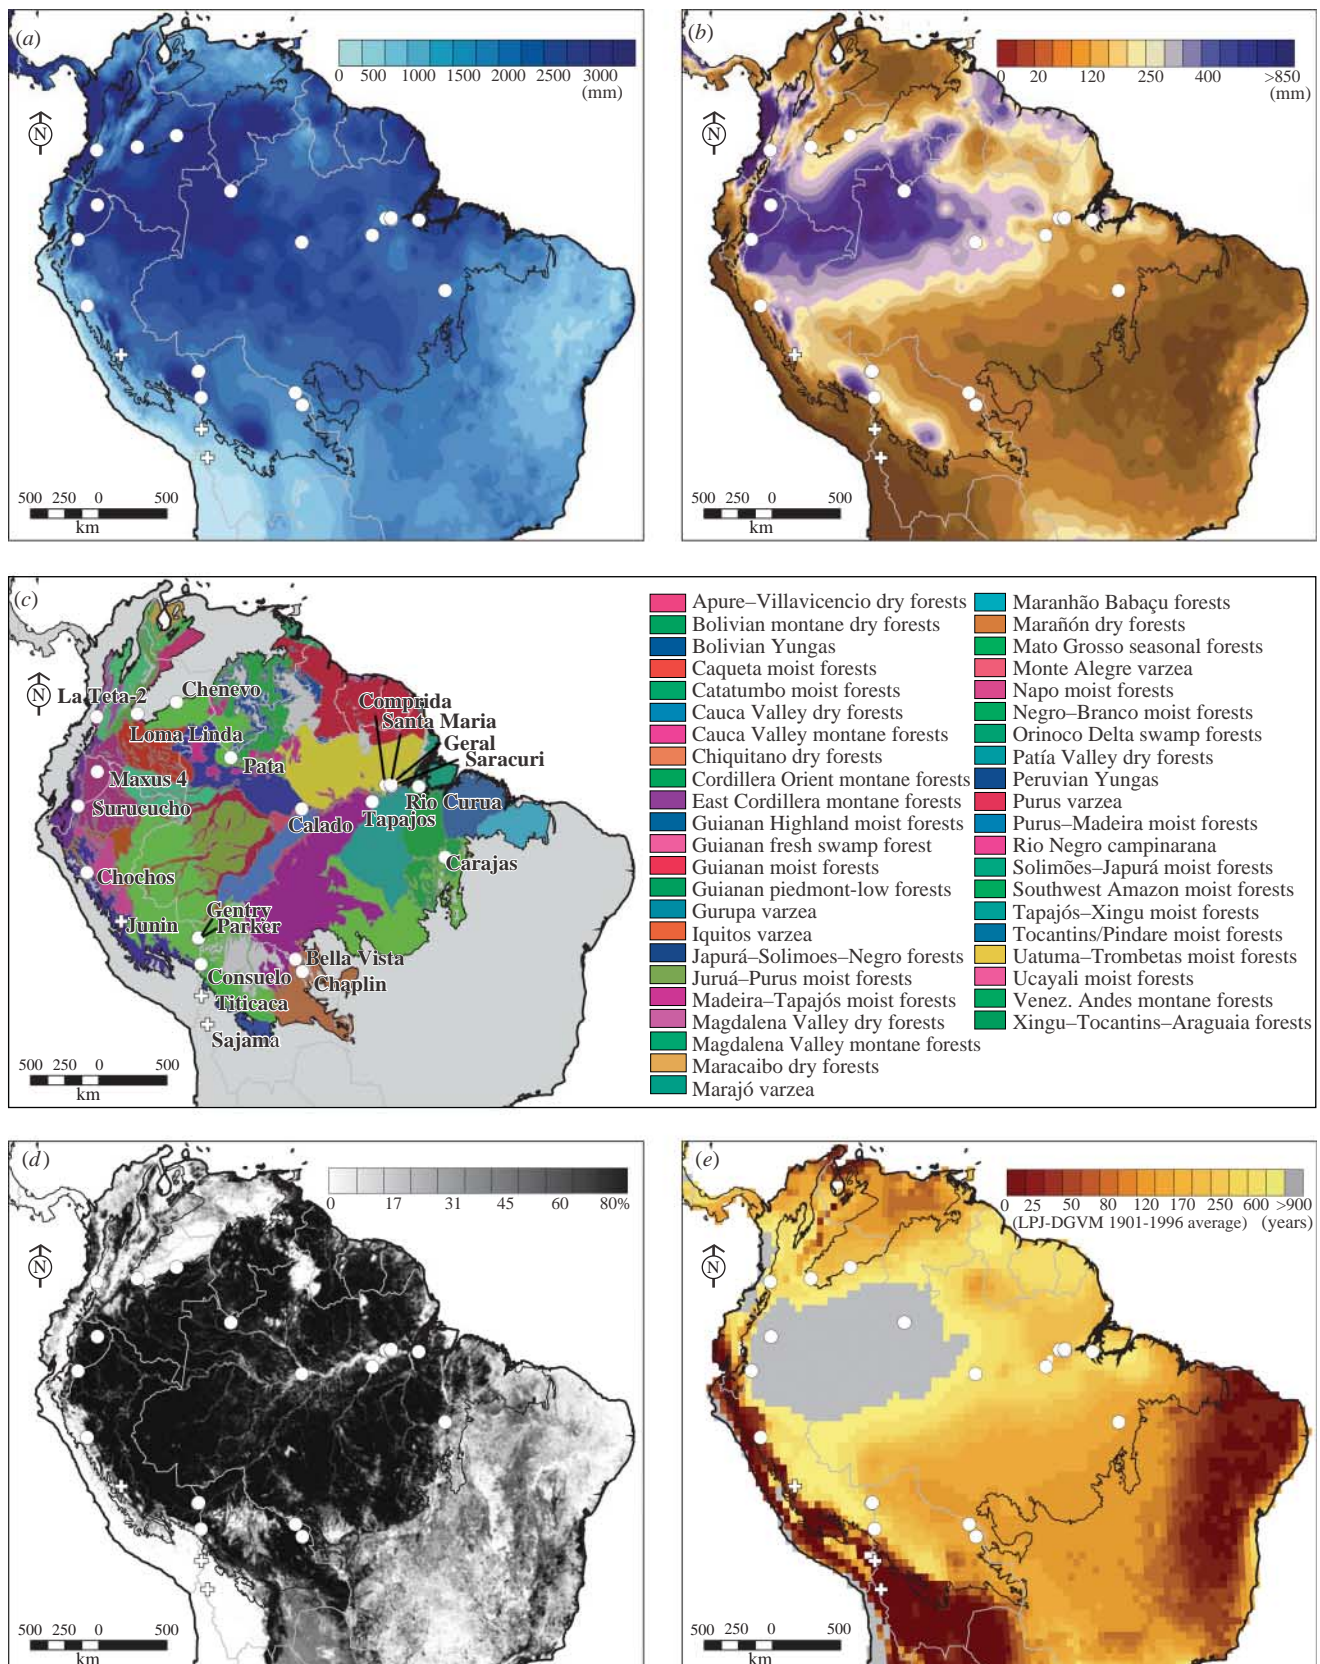 (a)
0 500 1000 1500 2000 2500 3000
(mm)
N
500 250 0 500
km
(b)
0 20 120 250 400 >850
(mm)
N
500 250 0 500
km
(c)
N
La Teta-2
Chenevo
Loma Linda
Comprida
Santa Maria
Geral
Saracuri
Pata
Maxus 4
Surucucho
Calado
Tapajos
Rio Curua
Carajas
Chochos
Gentry
Parker
Junin
Bella Vista
Consuelo
Chaplin
Titicaca
Sajama
500 250 0 500
km
Apure–Villavicencio dry forests
Bolivian montane dry forests
Bolivian Yungas
Caqueta moist forests
Catatumbo moist forests
Cauca Valley dry forests
Cauca Valley montane forests
Chiquitano dry forests
Cordillera Orient montane forests
East Cordillera montane forests
Guianan Highland moist forests
Guianan fresh swamp forest
Guianan moist forests
Guianan piedmont-low forests
Gurupa varzea
Iquitos varzea
Japurá–Solimoes–Negro forests
Juruá–Purus moist forests
Madeira–Tapajós moist forests
Magdalena Valley dry forests
Magdalena Valley montane forests
Maracaibo dry forests
Marajó varzea
Maranhão Babaçu forests
Marañón dry forests
Mato Grosso seasonal forests
Monte Alegre varzea
Napo moist forests
Negro–Branco moist forests
Orinoco Delta swamp forests
Patía Valley dry forests
Peruvian Yungas
Purus varzea
Purus–Madeira moist forests
Rio Negro campinarana
Solimões–Japurá moist forests
Southwest Amazon moist forests
Tapajós–Xingu moist forests
Tocantins/Pindare moist forests
Uatuma–Trombetas moist forests
Ucayali moist forests
Venez. Andes montane forests
Xingu–Tocantins–Araguaia forests
(d)
0 17 31 45 60 80%
N
500 250 0 500
km
(e)
0 25 50 80 120 170 250 600 >900
(LPJ-DGVM 1901-1996 average) (years)
N
500 250 0 500
km